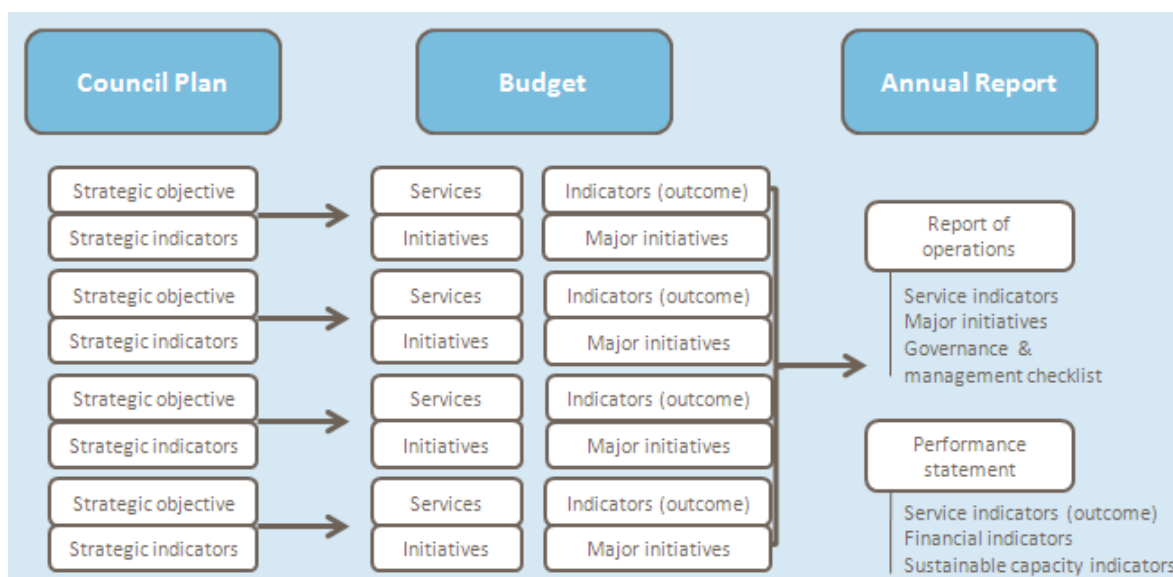 Council Plan
Budget
Annual Report
Strategic objective
Strategic indicators
Services
Initiatives
Indicators (outcome)
Major initiatives
Strategic objective
Strategic indicators
Services
Initiatives
Indicators (outcome)
Major initiatives
Strategic objective
Strategic indicators
Services
Initiatives
Indicators (outcome)
Major initiatives
Strategic objective
Strategic indicators
Services
Initiatives
Indicators (outcome)
Major initiatives
Report of
operations
Service indicators
Major initiatives
Governance &
management checklist
Performance
statement
Service indicators (outcome)
Financial indicators
Sustainable capacity indicators